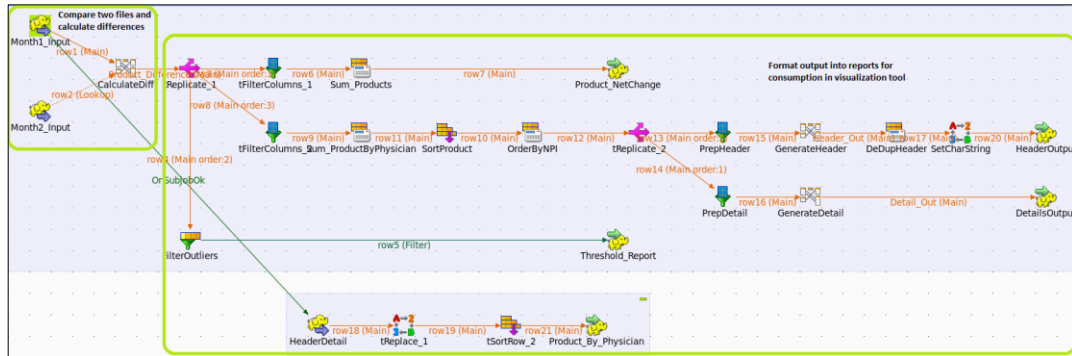 Compare two files and
calculate differences
Month1_Input
row1 (Main)
CalculateDiff
row2 (Lookup)
Month2_Input
tReplicate_1
tFilterColumns_1
row6 (Main)
Sum_Products
row7 (Main)
Product_NetChange
Format output into reports for
consumption in visualization tool
row8 (Main order:3)
row9 (Main)
row11 (Main)
SortProduct
row10 (Main)
OrderByNPI
row12 (Main)
tReplicate_2
PrepHeader
row15 (Main)
GenerateHeader
DeDupHeader
SetCharString
row20 (Main)
HeaderOutput
row14 (Main order:1)
PrepDetail
row16 (Main)
GenerateDetail
Detail_Out (Main)
DetailsOutput
OnSubjobOk
row5 (Filter)
Threshold_Report
HeaderDetail
row18 (Main)
tReplace_1
row19 (Main)
tSortRow_2
row21 (Main)
Product_By_Physician